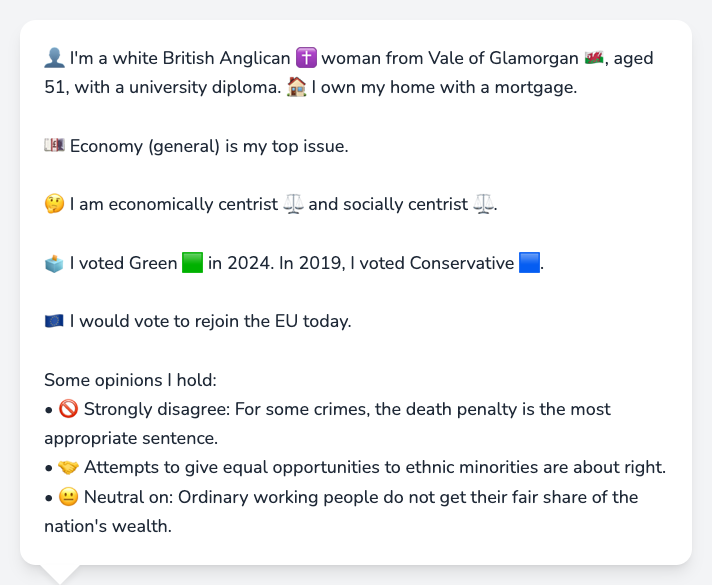 👤 I'm a white British Anglican ✝️ woman from Vale of Glamorgan 🏴󠁧󠁢󠁷󠁬󠁳󠁿, aged
51, with a university diploma. 🏠 I own my home with a mortgage.
💷 Economy (general) is my top issue.
🤔 I am economically centrist ⚖️ and socially centrist ⚖️.
🗳️ I voted Green 🟩 in 2024. In 2019, I voted Conservative 🟦.
🇪🇺 I would vote to rejoin the EU today.
Some opinions I hold:
• 🚫 Strongly disagree: For some crimes, the death penalty is the most
appropriate sentence.
• 🤝 Attempts to give equal opportunities to ethnic minorities are about right.
• 😐 Neutral on: Ordinary working people do not get their fair share of the
nation's wealth.